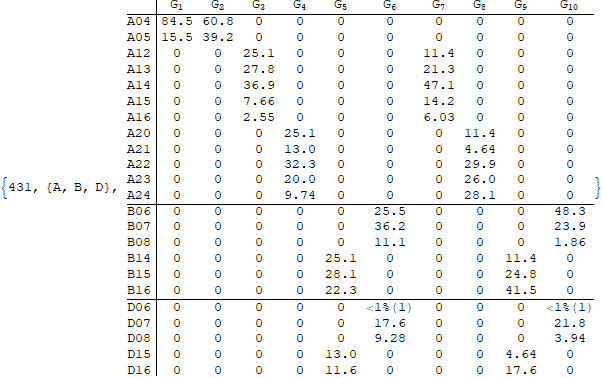 G1 G2 G3 G4 G5 G6 G7 G8 G9 G10
A04 84.5 60.8 0 0 0 0 0 0 0 0
A05 15.5 39.2 0 0 0 0 0 0 0 0
A12 0 0 25.1 0 0 0 11.4 0 0 0
A13 0 0 27.8 0 0 0 21.3 0 0 0
A14 0 0 36.9 0 0 0 47.1 0 0 0
A15 0 0 7.66 0 0 0 14.2 0 0 0
A16 0 0 2.55 0 0 0 6.03 0 0 0
A20 0 0 0 25.1 0 0 0 11.4 0 0
A21 0 0 0 13.0 0 0 0 4.64 0 0
A22 0 0 0 32.3 0 0 0 29.9 0 0
{431, {A, B, D}, A23 0 0 0 20.0 0 0 0 26.0 0 0 }
A24 0 0 0 9.74 0 0 0 28.1 0 0
B06 0 0 0 0 0 25.5 0 0 0 48.3
B07 0 0 0 0 0 36.2 0 0 0 23.9
B08 0 0 0 0 0 11.1 0 0 0 1.86
B14 0 0 0 0 25.1 0 0 0 11.4 0
B15 0 0 0 0 28.1 0 0 0 24.8 0
B16 0 0 0 0 22.3 0 0 0 41.5 0
D06 0 0 0 0 0 <1%(1) 0 0 0 <1%(1)
D07 0 0 0 0 0 17.6 0 0 0 21.8
D08 0 0 0 0 0 9.28 0 0 0 3.94
D15 0 0 0 0 13.0 0 0 0 4.64 0
D16 0 0 0 0 11.6 0 0 0 17.6 0